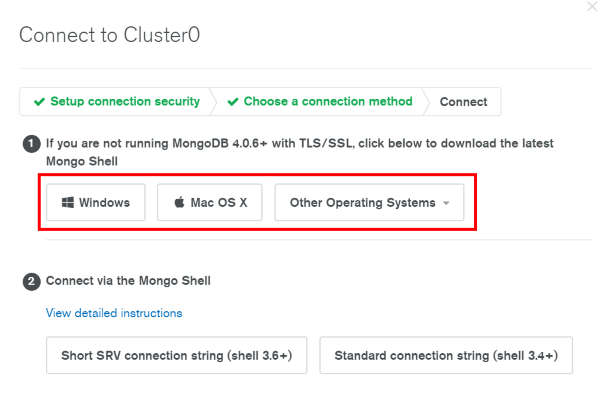 Connect to Cluster0
Setup connection security
Choose a connection method
Connect
1
If you are not running MongoDB 4.0.6+ with TLS/SSL, click below to download the latest
Mongo Shell
Windows
Mac OS X
Other Operating Systems
2
Connect via the Mongo Shell
View detailed instructions
Short SRV connection string (shell 3.6+)
Standard connection string (shell 3.4+)